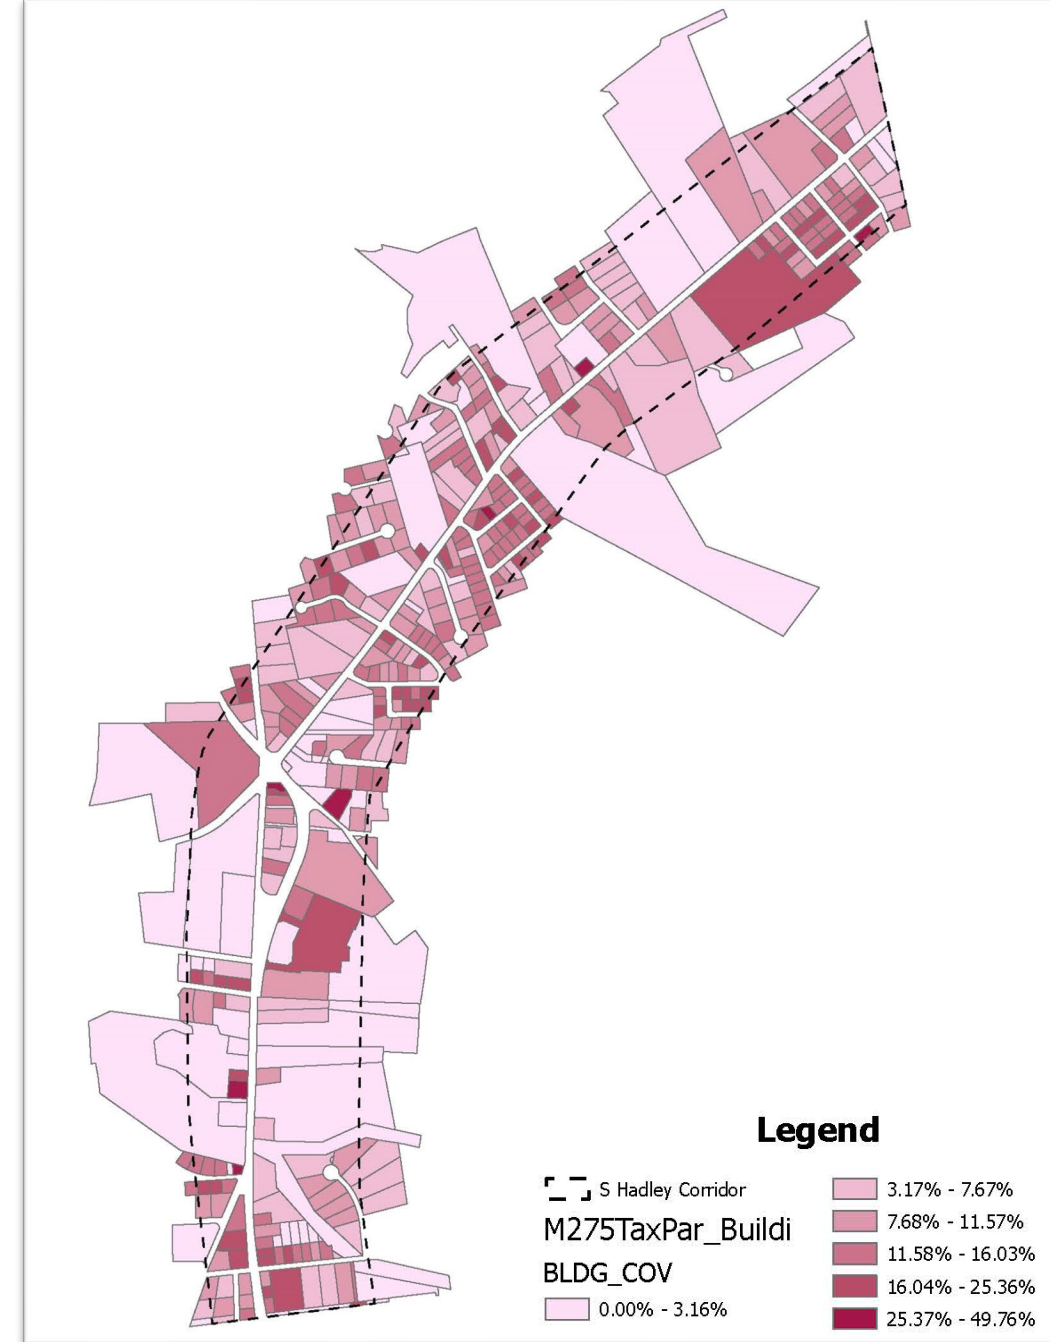 Legend
S Hadley Corridor
M275TaxPar_Buildi
BLDG_COV
0.00% - 3.16%
3.17% - 7.67%
7.68% - 11.57%
11.58% - 16.03%
16.04% - 25.36%
25.37% - 49.76%